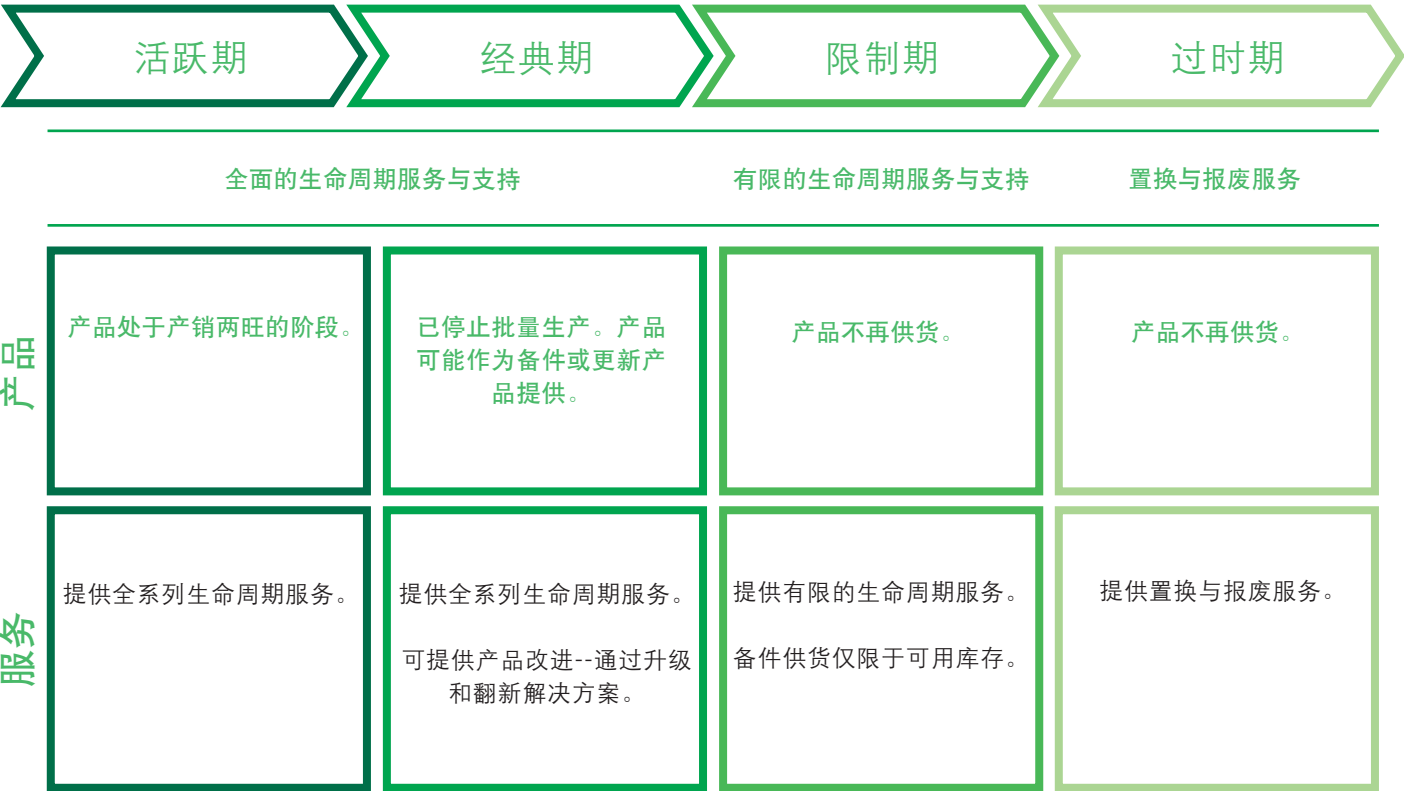 活跃期
经典期
限制期
过时期
全面的生命周期服务与支持
有限的生命周期服务与支持
置换与报废服务
产品
产品处于产销两旺的阶段。
已停止批量生产。产品
可能作为备件或更新产
品提供。
产品不再供货。
产品不再供货。
服务
提供全系列生命周期服务。
提供全系列生命周期服务。
可提供产品改进--通过升级
和翻新解决方案。
提供有限的生命周期服务。
备件供货仅限于可用库存。
提供置换与报废服务。